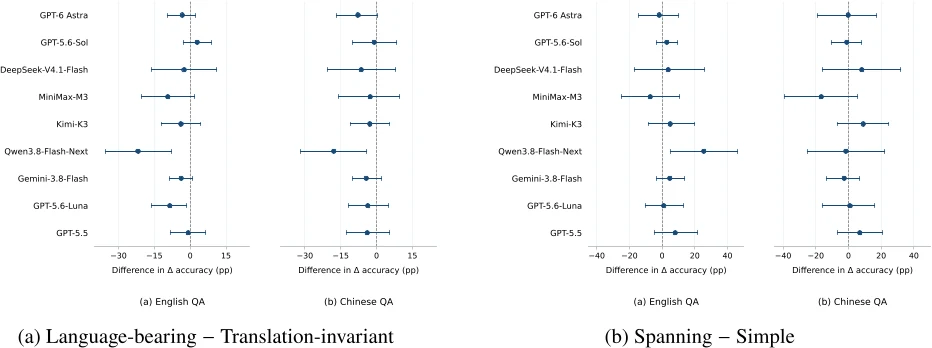 GPT-6 Astra
GPT-5.6-Sol
DeepSeek-V4.1-Flash
MiniMax-M3
Kimi-K3
Qwen3.8-Flash-Next
Gemini-3.8-Flash
GPT-5.6-Luna
GPT-5.5
−30 −15 0 15
Difference in Δ accuracy (pp)
(a) English QA
−30 −15 0 15
Difference in Δ accuracy (pp)
(b) Chinese QA
(a) Language-bearing − Translation-invariant
GPT-6 Astra
GPT-5.6-Sol
DeepSeek-V4.1-Flash
MiniMax-M3
Kimi-K3
Qwen3.8-Flash-Next
Gemini-3.8-Flash
GPT-5.6-Luna
GPT-5.5
−40 −20 0 20 40
Difference in Δ accuracy (pp)
(a) English QA
−40 −20 0 20 40
Difference in Δ accuracy (pp)
(b) Chinese QA
(b) Spanning − Simple